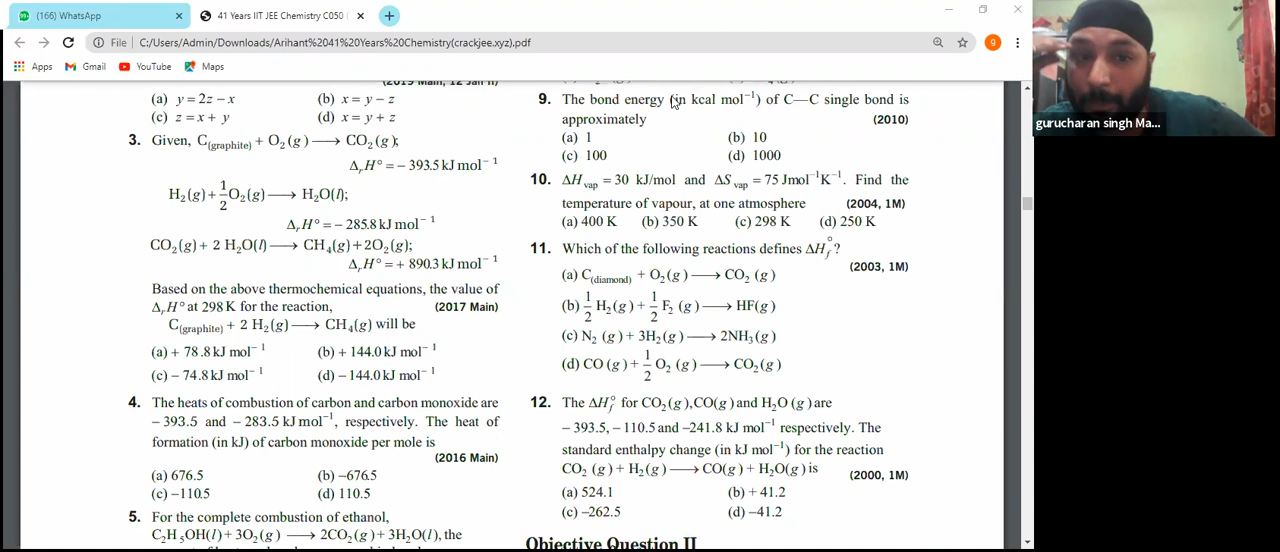 (166) WhatsApp
41 Years IIT JEE Chemistry C050
File | C:/Users/Admin/Downloads/Arihant%2041%20Years%20Chemistry(crackjee.xyz).pdf
Apps
Gmail
YouTube
Maps
g
gurucharan singh Ma...
(2019 Main, 12 Jan II)
(a) y = 2z – x (b) x = y – z
(c) z = x + y (d) x = y + z
3. Given, C(graphite) + O₂(g) ⟶ CO₂(g);
ΔᵣH° = – 393.5 kJ mol⁻¹
H₂(g) + 1/2 O₂(g) ⟶ H₂O(l);
ΔᵣH° = – 285.8 kJ mol⁻¹
CO₂(g) + 2 H₂O(l) ⟶ CH₄(g) + 2O₂(g);
ΔᵣH° = + 890.3 kJ mol⁻¹
Based on the above thermochemical equations, the value of
ΔᵣH° at 298 K for the reaction, (2017 Main)
C(graphite) + 2 H₂(g) ⟶ CH₄(g) will be
(a) + 78.8 kJ mol⁻¹ (b) + 144.0 kJ mol⁻¹
(c) – 74.8 kJ mol⁻¹ (d) – 144.0 kJ mol⁻¹
4. The heats of combustion of carbon and carbon monoxide are
– 393.5 and – 283.5 kJ mol⁻¹, respectively. The heat of
formation (in kJ) of carbon monoxide per mole is
(2016 Main)
(a) 676.5 (b) –676.5
(c) –110.5 (d) 110.5
5. For the complete combustion of ethanol,
C₂H₅OH(l) + 3O₂(g) ⟶ 2CO₂(g) + 3H₂O(l), the
9. The bond energy (in kcal mol⁻¹) of C—C single bond is
approximately (2010)
(a) 1 (b) 10
(c) 100 (d) 1000
10. ΔHvap = 30 kJ/mol and ΔSvap = 75 Jmol⁻¹K⁻¹. Find the
temperature of vapour, at one atmosphere (2004, 1M)
(a) 400 K (b) 350 K (c) 298 K (d) 250 K
11. Which of the following reactions defines ΔH°f?
(2003, 1M)
(a) C(diamond) + O₂(g) ⟶ CO₂ (g)
(b) 1/2 H₂(g) + 1/2 F₂ (g) ⟶ HF(g)
(c) N₂ (g) + 3H₂(g) ⟶ 2NH₃(g)
(d) CO (g) + 1/2 O₂ (g) ⟶ CO₂(g)
12. The ΔH°f for CO₂(g), CO(g) and H₂O (g) are
– 393.5, – 110.5 and –241.8 kJ mol⁻¹ respectively. The
standard enthalpy change (in kJ mol⁻¹) for the reaction
CO₂ (g) + H₂(g) ⟶ CO(g) + H₂O(g) is
(2000, 1M)
(a) 524.1 (b) + 41.2
(c) –262.5 (d) –41.2
Objective Question II